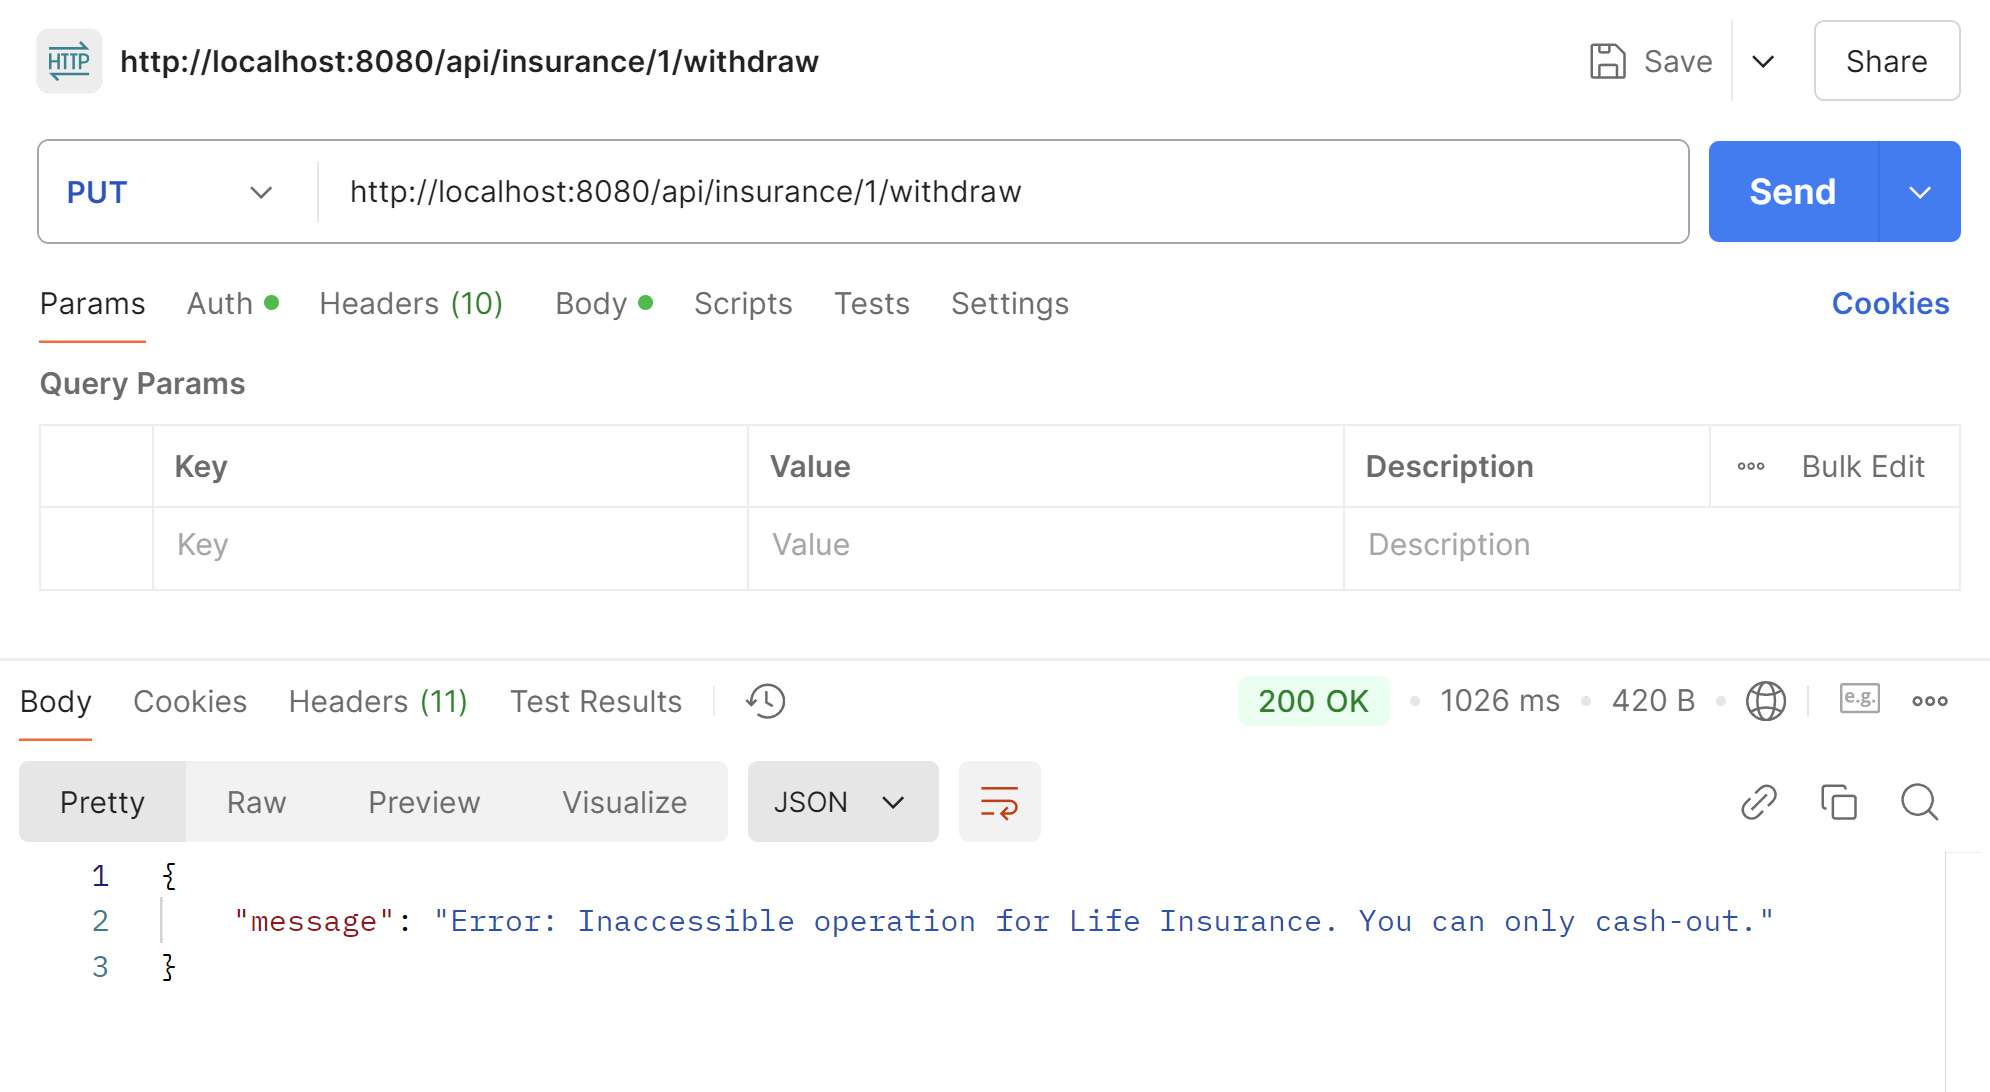 HTTP http://localhost:8080/api/insurance/1/withdraw Save Share
PUT http://localhost:8080/api/insurance/1/withdraw Send
Params Auth Headers (10) Body Scripts Tests Settings Cookies
Query Params
Key Value Description Bulk Edit
Key Value Description
Body Cookies Headers (11) Test Results 200 OK 1026 ms 420 B e.g.
Pretty Raw Preview Visualize JSON
1 {
2 "message": "Error: Inaccessible operation for Life Insurance. You can only cash-out."
3 }